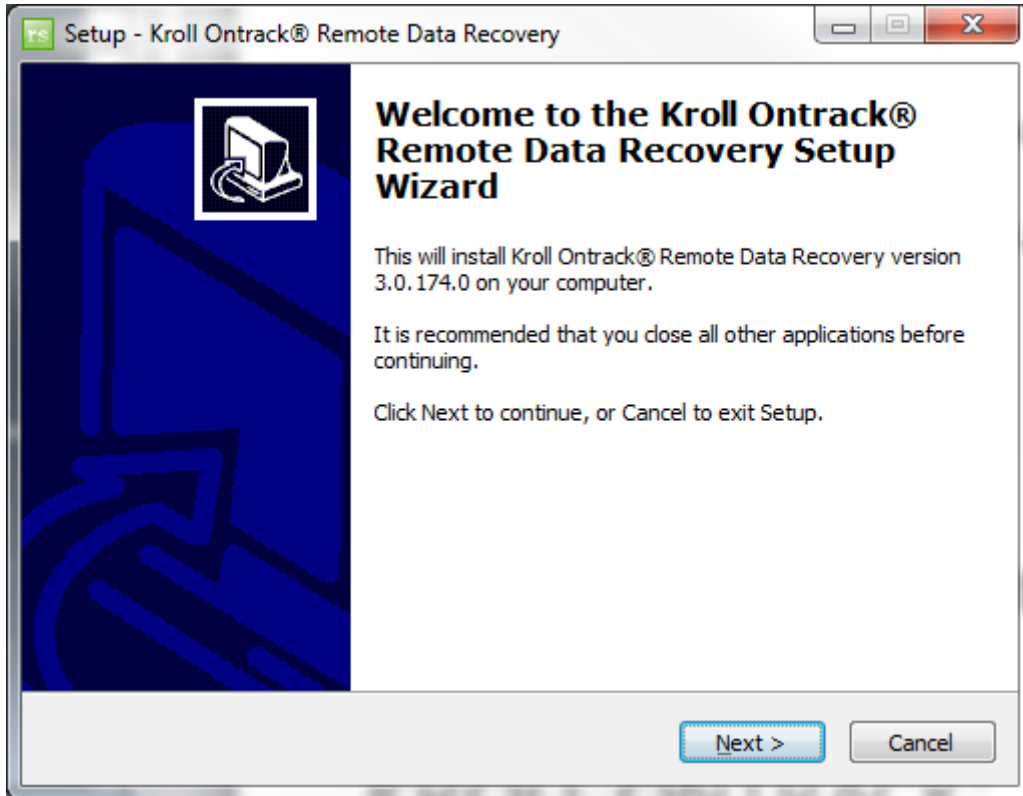 rs Setup - Kroll Ontrack® Remote Data Recovery
Welcome to the Kroll Ontrack®
Remote Data Recovery Setup
Wizard
This will install Kroll Ontrack® Remote Data Recovery version
3.0.174.0 on your computer.
It is recommended that you close all other applications before
continuing.
Click Next to continue, or Cancel to exit Setup.
Next > Cancel